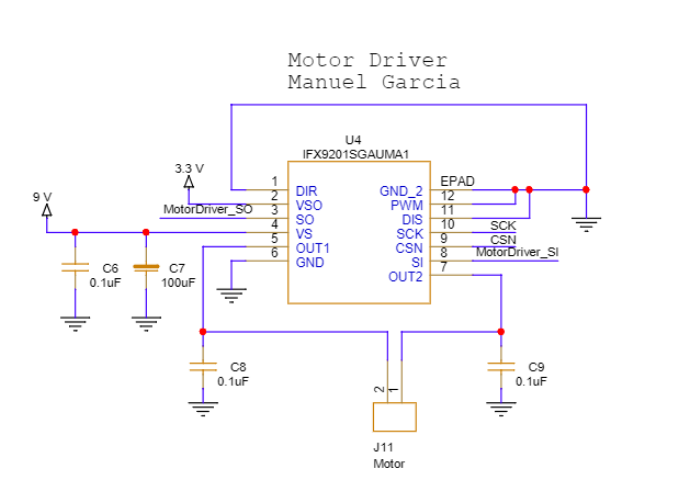 Motor Driver
Manuel Garcia
U4
IFX9201SGAUMA1
3.3 V
9 V
MotorDriver_SO
1
2
3
4
5
6
DIR
VSO
SO
VS
OUT1
GND
GND_2
PWM
DIS
SCK
CSN
SI
OUT2
EPAD
12
11
10
9
8
7
SCK
CSN
MotorDriver_SI
C6
0.1uF
C7
100uF
C8
0.1uF
C9
0.1uF
2
1
J11
Motor